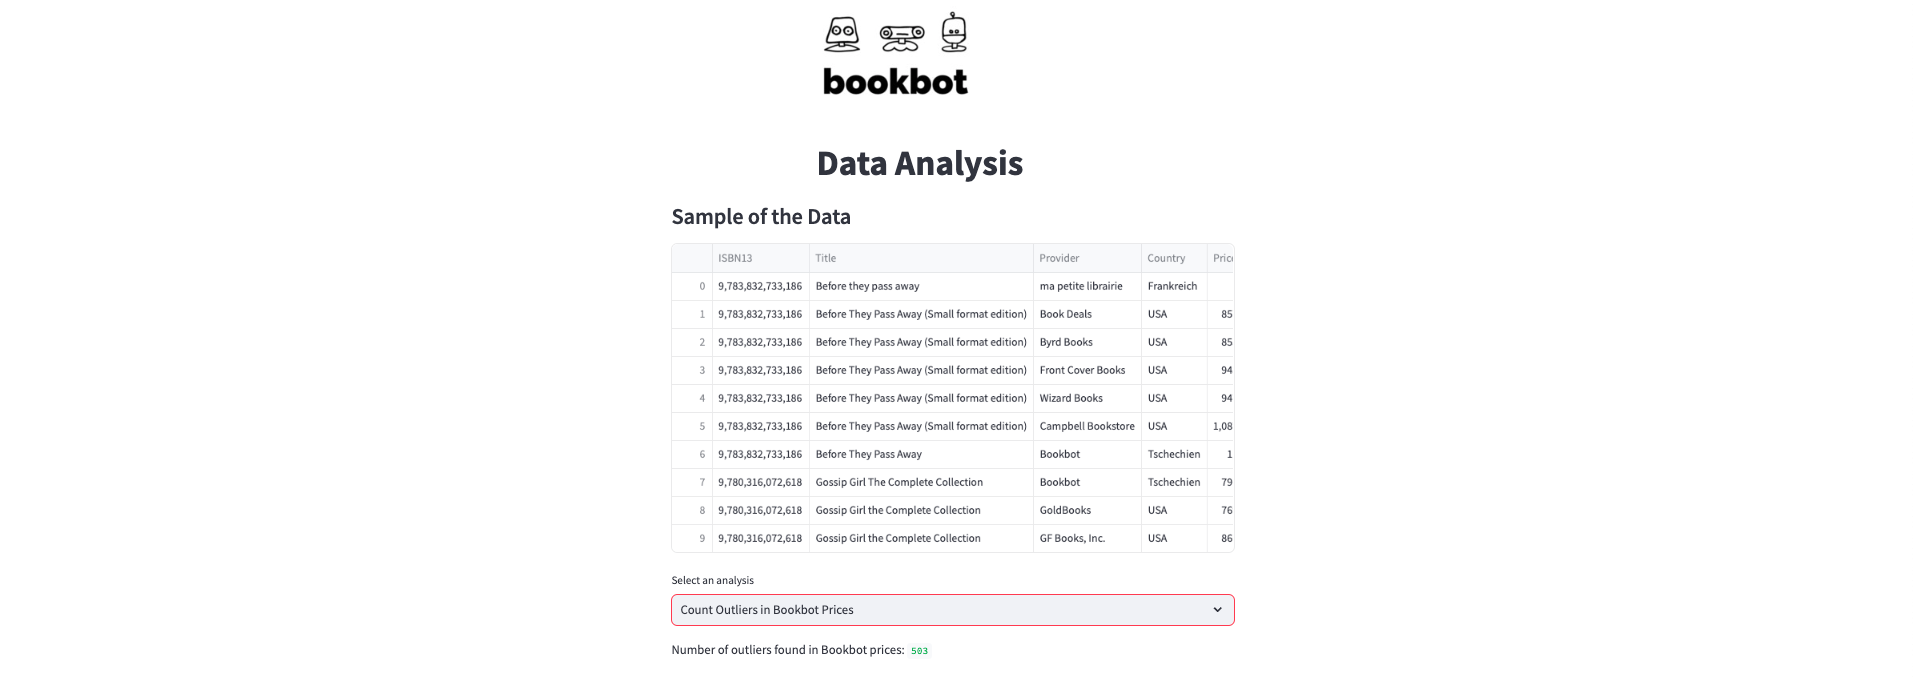 bookbot
Data Analysis
Sample of the Data
ISBN13 Title Provider Country Price
0 9,783,832,733,186 Before they pass away ma petite librairie Frankreich
1 9,783,832,733,186 Before They Pass Away (Small format edition) Book Deals USA 85
2 9,783,832,733,186 Before They Pass Away (Small format edition) Byrd Books USA 85
3 9,783,832,733,186 Before They Pass Away (Small format edition) Front Cover Books USA 94
4 9,783,832,733,186 Before They Pass Away (Small format edition) Wizard Books USA 94
5 9,783,832,733,186 Before They Pass Away (Small format edition) Campbell Bookstore USA 1,08
6 9,783,832,733,186 Before They Pass Away Bookbot Tschechien 1
7 9,780,316,072,618 Gossip Girl The Complete Collection Bookbot Tschechien 79
8 9,780,316,072,618 Gossip Girl the Complete Collection GoldBooks USA 76
9 9,780,316,072,618 Gossip Girl the Complete Collection GF Books, Inc. USA 86
Select an analysis
Count Outliers in Bookbot Prices
Number of outliers found in Bookbot prices: 503